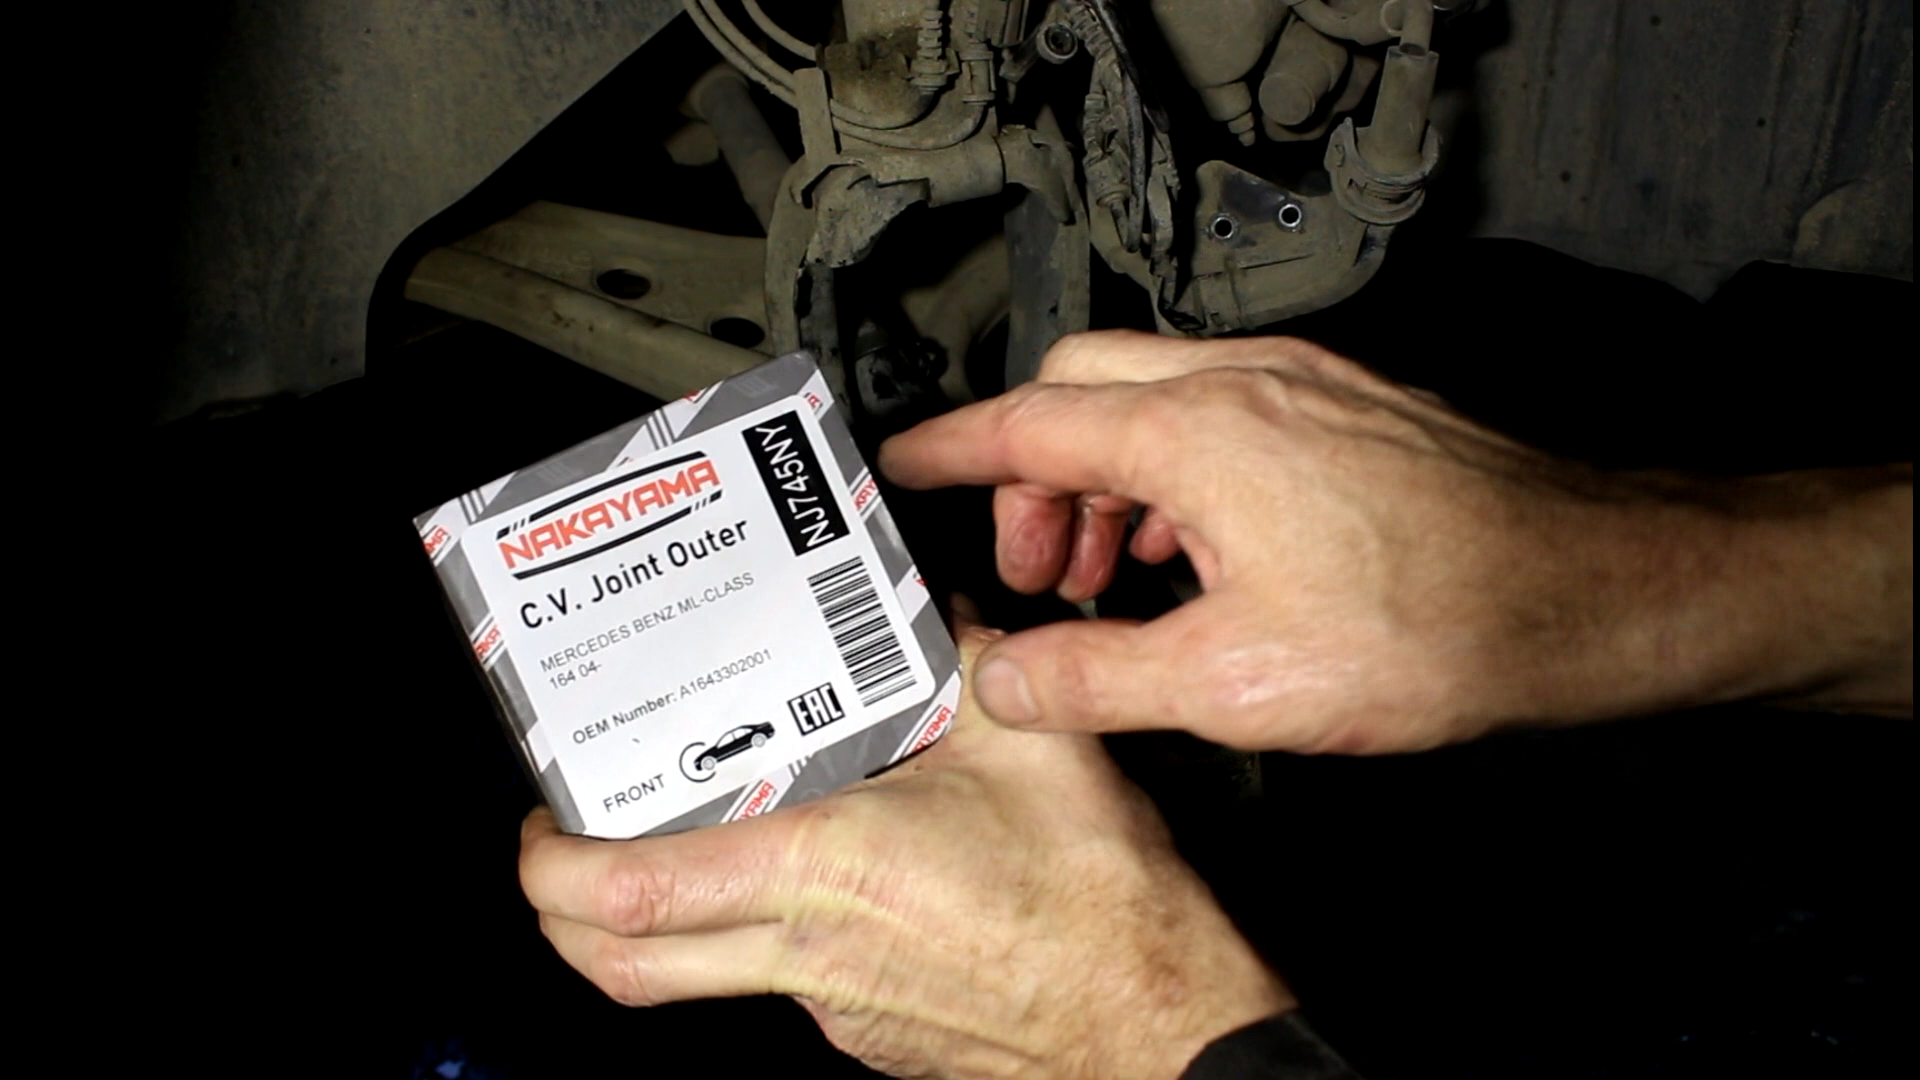 NAKAYAMA
NJ745NY
C.V. Joint Outer
MERCEDES BENZ ML-CLASS
164 04-
OEM Number: A1643302001
EAC
FRONT